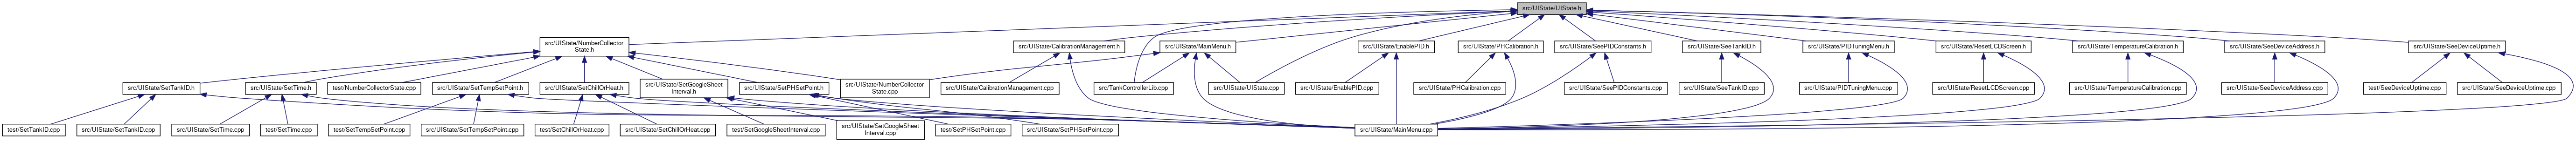 src/UIState/UIState.h
src/UIState/NumberCollector
State.h
src/UIState/CalibrationManagement.h
src/UIState/MainMenu.h
src/UIState/EnablePID.h
src/UIState/PHCalibration.h
src/UIState/SeePIDConstants.h
src/UIState/SeeTankID.h
src/UIState/PIDTuningMenu.h
src/UIState/ResetLCDScreen.h
src/UIState/TemperatureCalibration.h
src/UIState/SeeDeviceAddress.h
src/UIState/SeeDeviceUptime.h
src/UIState/SetTankID.h
src/UIState/SetTime.h
test/NumberCollectorState.cpp
src/UIState/SetTempSetPoint.h
src/UIState/SetChillOrHeat.h
src/UIState/SetGoogleSheet
Interval.h
src/UIState/SetPHSetPoint.h
src/UIState/NumberCollector
State.cpp
src/UIState/CalibrationManagement.cpp
src/TankControllerLib.cpp
src/UIState/UIState.cpp
src/UIState/EnablePID.cpp
src/UIState/PHCalibration.cpp
src/UIState/SeePIDConstants.cpp
src/UIState/SeeTankID.cpp
src/UIState/PIDTuningMenu.cpp
src/UIState/ResetLCDScreen.cpp
src/UIState/TemperatureCalibration.cpp
src/UIState/SeeDeviceAddress.cpp
test/SeeDeviceUptime.cpp
src/UIState/SeeDeviceUptime.cpp
test/SetTankID.cpp
src/UIState/SetTankID.cpp
src/UIState/SetTime.cpp
test/SetTime.cpp
test/SetTempSetPoint.cpp
src/UIState/SetTempSetPoint.cpp
test/SetChillOrHeat.cpp
src/UIState/SetChillOrHeat.cpp
test/SetGoogleSheetInterval.cpp
src/UIState/SetGoogleSheet
Interval.cpp
test/SetPHSetPoint.cpp
src/UIState/SetPHSetPoint.cpp
src/UIState/MainMenu.cpp